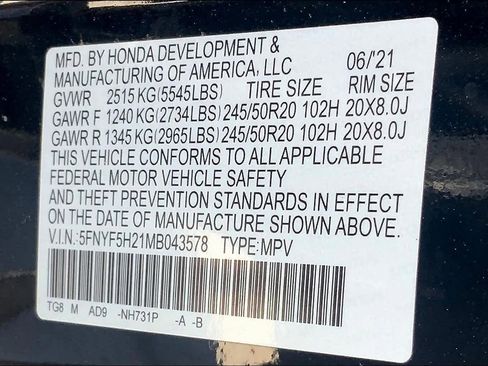 MFD. BY HONDA DEVELOPMENT & 06/'21
MANUFACTURING OF AMERICA, LLC
GVWR 2515 KG(5545LBS) TIRE SIZE RIM SIZE
GAWR F 1240 KG(2734LBS) 245/50R20 102H 20X8.0J
GAWR R 1345 KG(2965LBS) 245/50R20 102H 20X8.0J
THIS VEHICLE CONFORMS TO ALL APPLICABLE
FEDERAL MOTOR VEHICLE SAFETY
AND THEFT PREVENTION STANDARDS IN EFFECT
ON THE DATE OF MANUFACTURE SHOWN ABOVE.
V.I.N.:5FNYF5H21MB043578 TYPE:MPV
TG8 M AD9 -NH731P -A -B